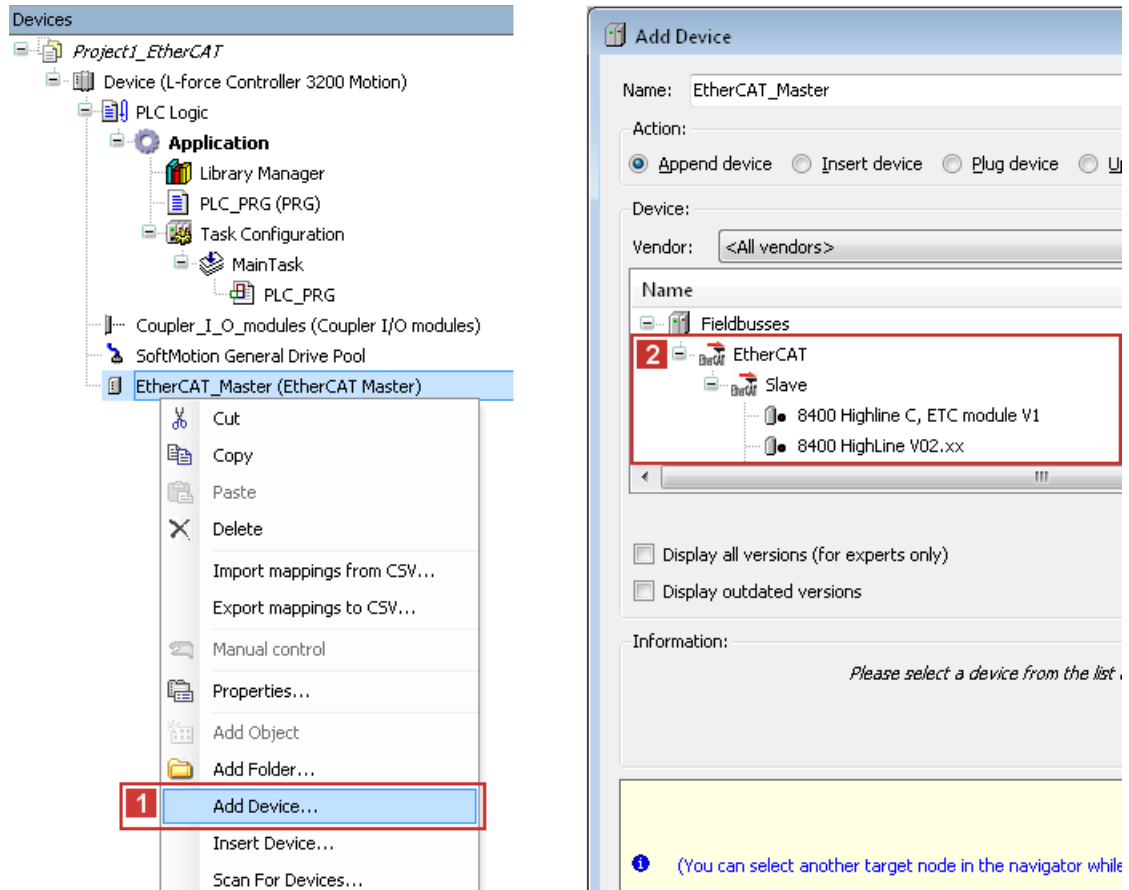 Devices
Project1_EtherCAT
Device (L-force Controller 3200 Motion)
PLC Logic
Application
Library Manager
PLC_PRG (PRG)
Task Configuration
MainTask
PLC_PRG
Coupler_I_O_modules (Coupler I/O modules)
SoftMotion General Drive Pool
EtherCAT_Master (EtherCAT Master)
Cut
Copy
Paste
Delete
Import mappings from CSV...
Export mappings to CSV...
Manual control
Properties...
Add Object
Add Folder...
1 Add Device...
Insert Device...
Scan For Devices...
Add Device
Name: EtherCAT_Master
Action:
Append device Insert device Plug device
Device:
Vendor: <All vendors>
Name
Fieldbusses
2 EtherCAT
Slave
8400 Highline C, ETC module V1
8400 HighLine V02.xx
Display all versions (for experts only)
Display outdated versions
Information:
Please select a device from the list
(You can select another target node in the navigator while